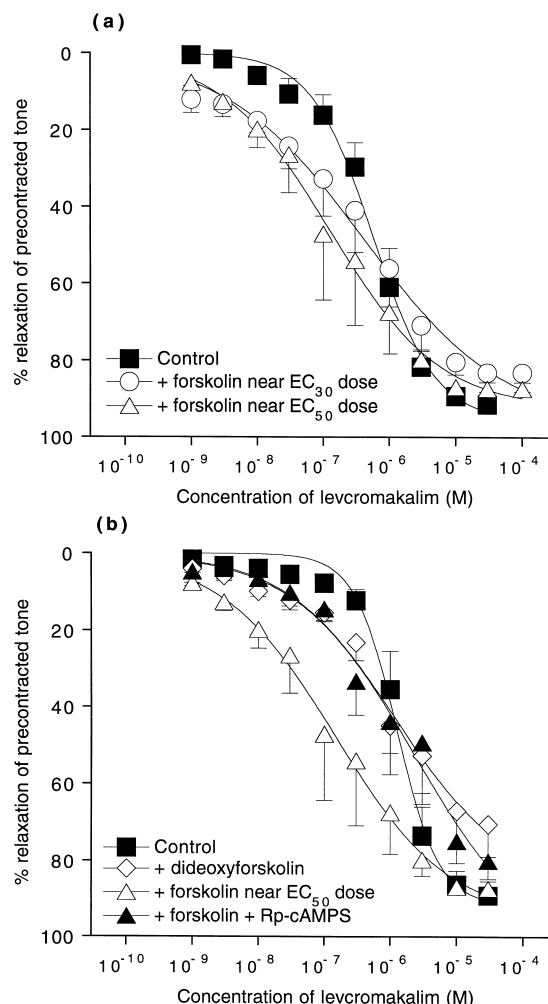 (a)
0
20
40
60
80
100
% relaxation of precontracted tone
Control
+ forskolin near EC30 dose
+ forskolin near EC50 dose
10-10 10-9 10-8 10-7 10-6 10-5 10-4
Concentration of levcromakalim (M)
(b)
0
20
40
60
80
100
% relaxation of precontracted tone
Control
+ dideoxyforskolin
+ forskolin near EC50 dose
+ forskolin + Rp-cAMPS
10-10 10-9 10-8 10-7 10-6 10-5 10-4
Concentration of levcromakalim (M)